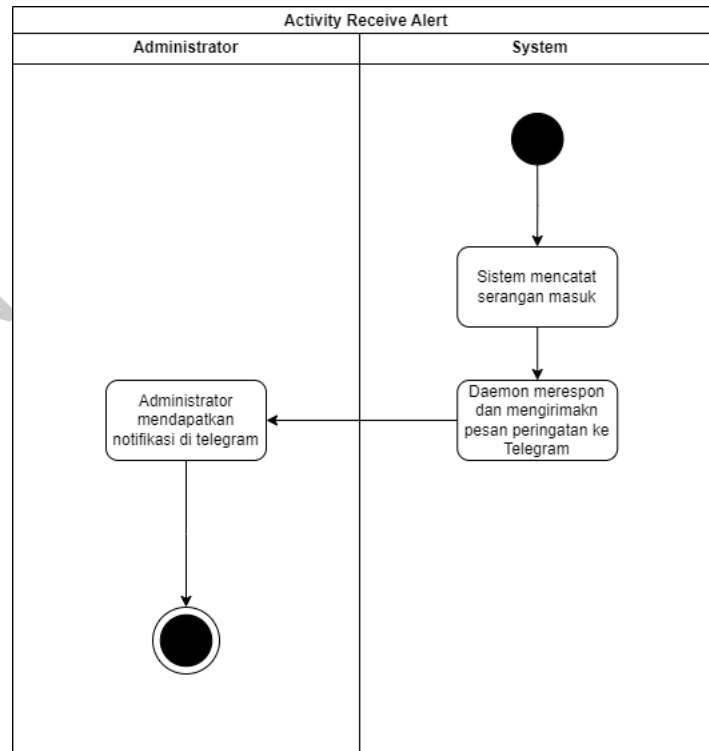 Activity Receive Alert
Administrator
System
Sistem mencatat
serangan masuk
Administrator
mendapatkan
notifikasi di telegram
Daemon merespon
dan mengirimakn
pesan peringatan ke
Telegram